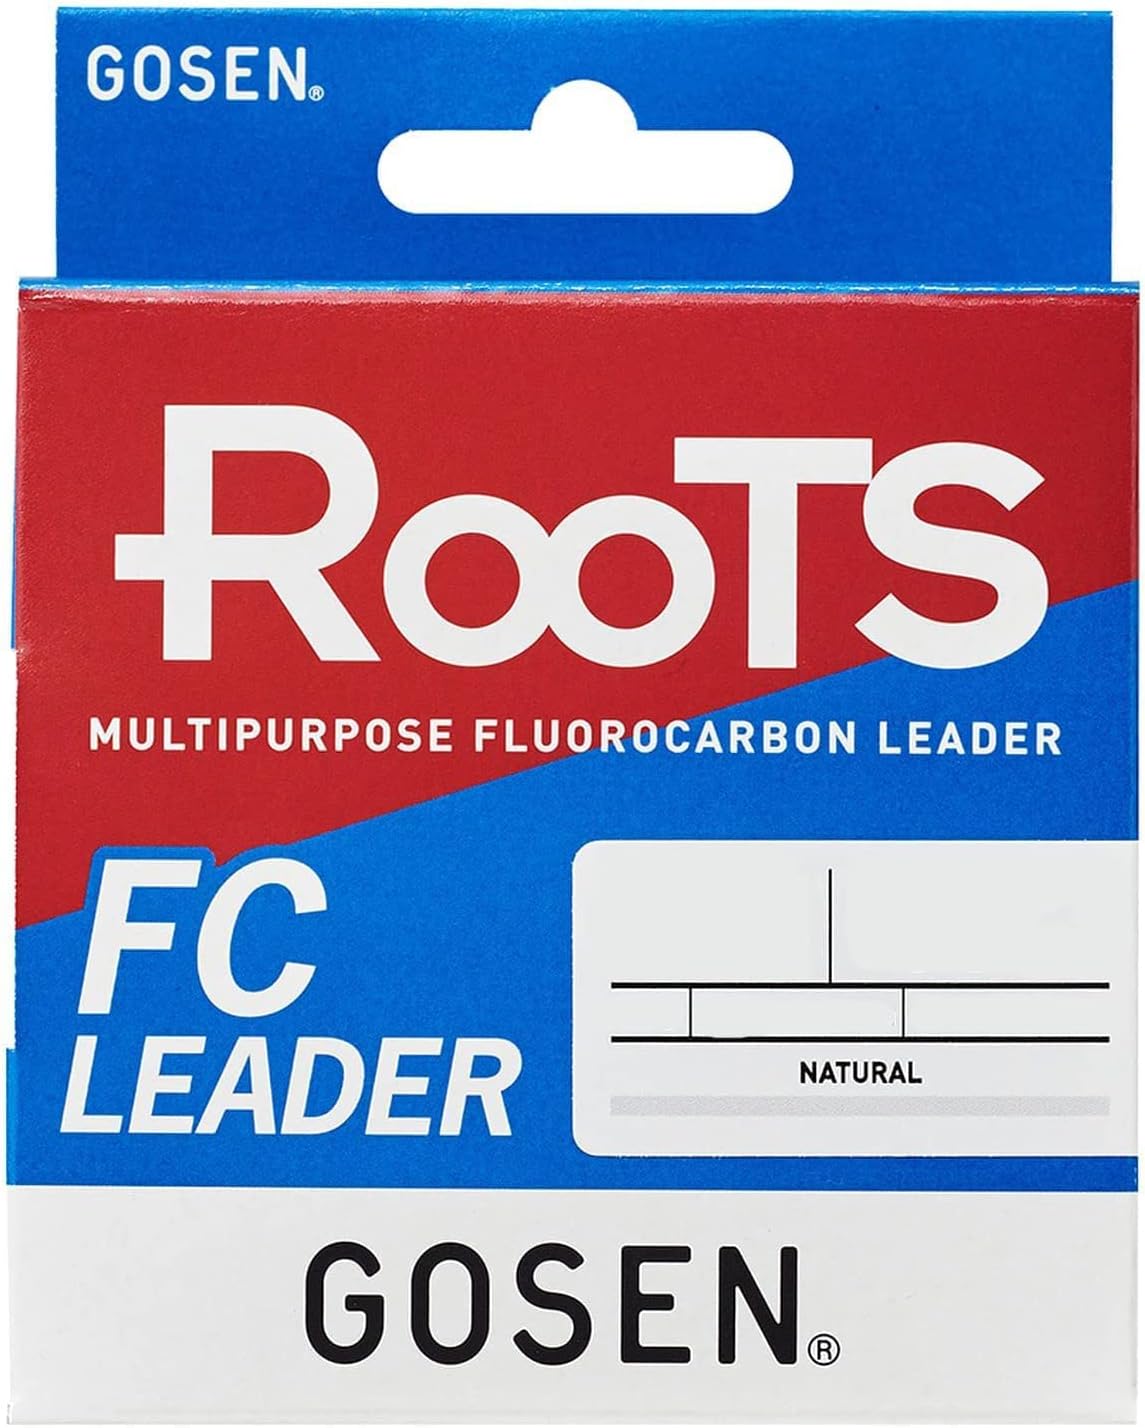 GOSEN®
ROOTS
MULTIPURPOSE FLUOROCARBON LEADER
FC
LEADER
NATURAL
GOSEN®